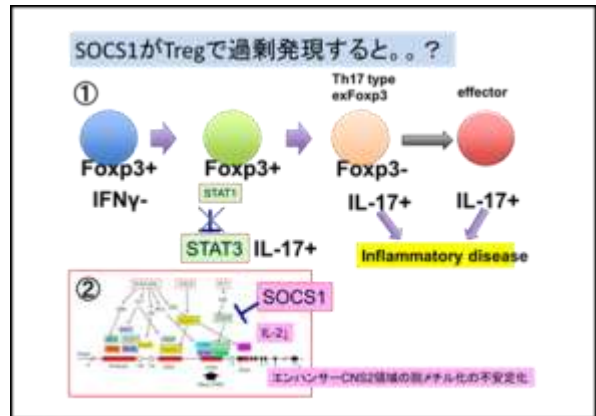 SOCS1がTregで過剰発現すると。。?
①
Th17 type
exFoxp3
effector
Foxp3+
Foxp3+
Foxp3-
IFNγ-
STAT1
IL-17+
IL-17+
STAT3
IL-17+
Inflammatory disease
②
SOCS1
IL-2↓
エンハンサーCNS2領域の脱メチル化の不安定化